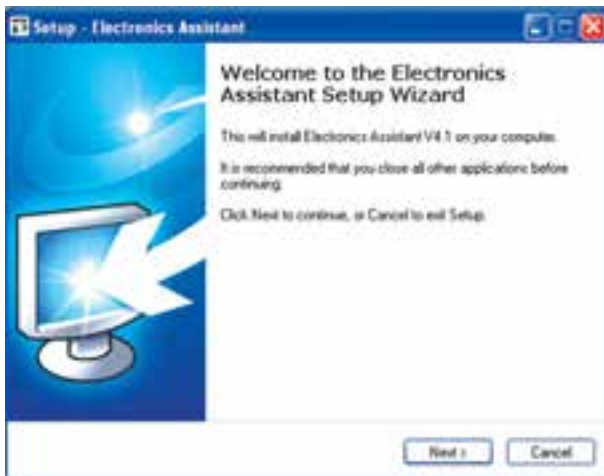 Setup - Electronics Assistant
Welcome to the Electronics
Assistant Setup Wizard
This will install Electronics Assistant V4.1 on your computer.
It is recommended that you close all other applications before
continuing.
Click Next to continue, or Cancel to exit Setup.
Next >
Cancel